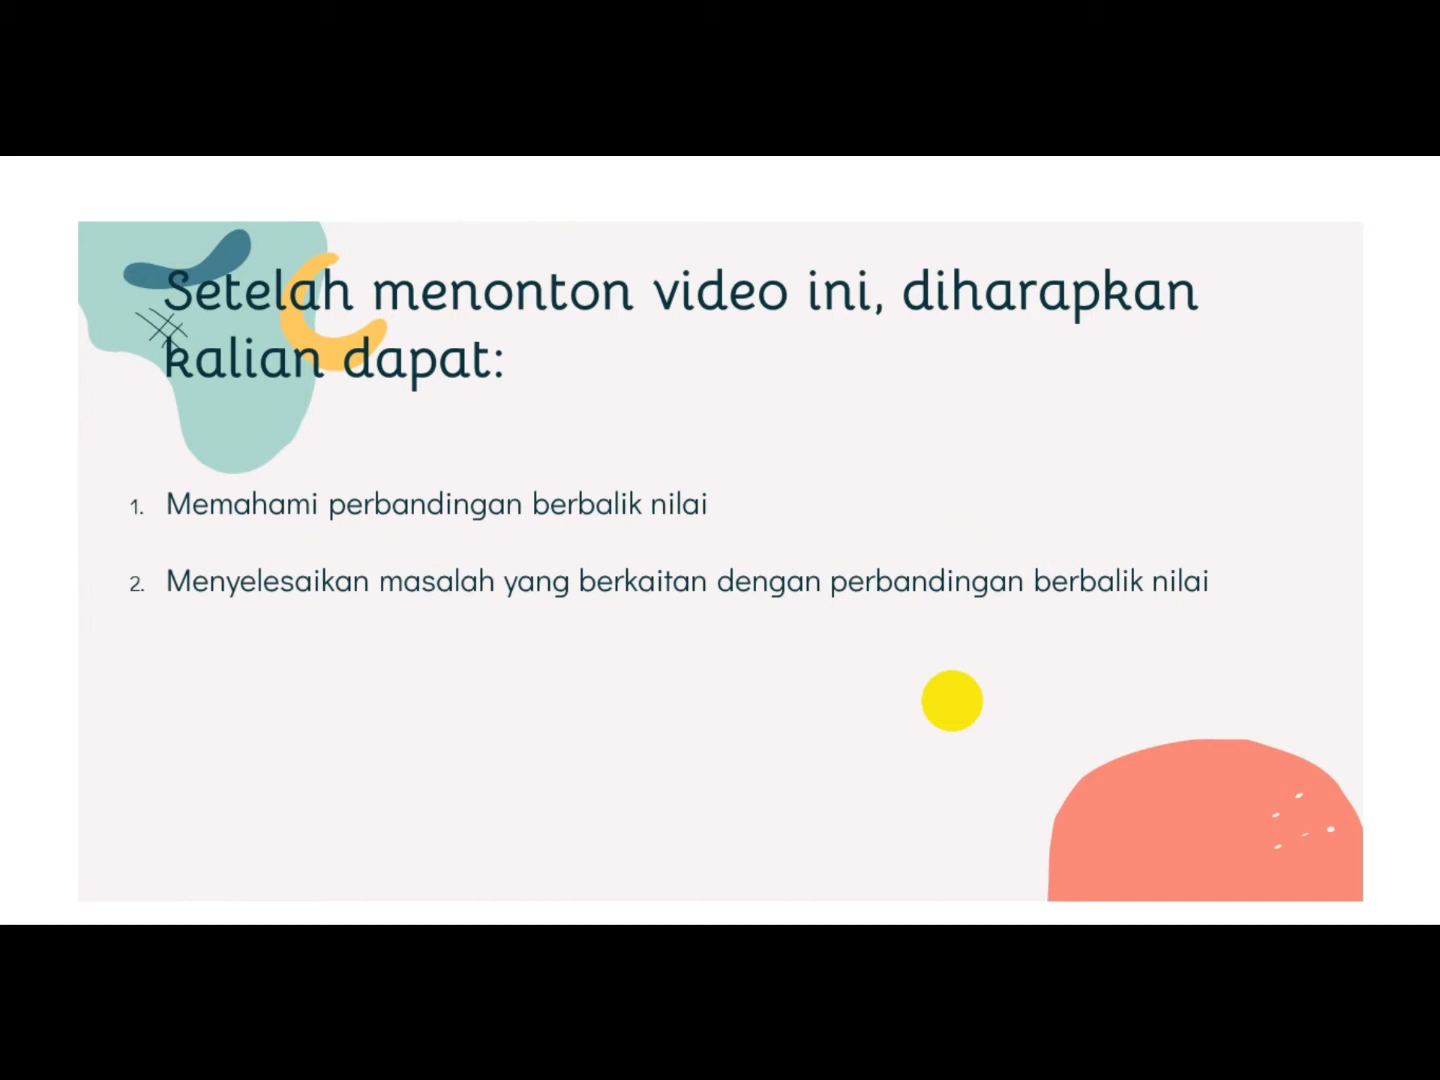 Setelah menonton video ini, diharapkan
kalian dapat:
1. Memahami perbandingan berbalik nilai
2. Menyelesaikan masalah yang berkaitan dengan perbandingan berbalik nilai